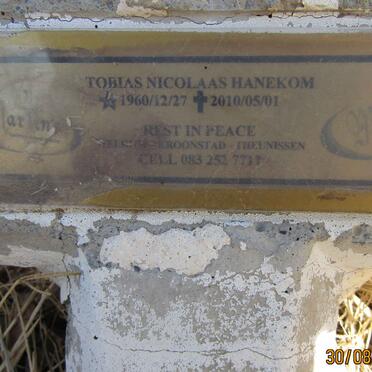 TOBIAS NICOLAAS HANEKOM
1960/12/27 2010/05/01
REST IN PEACE
KROONSTAD - THEUNISSEN
CELL 083 252 7711
30/08